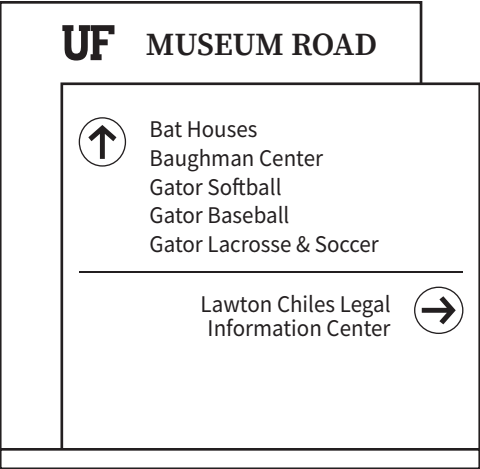 UF MUSEUM ROAD
Bat Houses
Baughman Center
Gator Softball
Gator Baseball
Gator Lacrosse & Soccer
Lawton Chiles Legal
Information Center